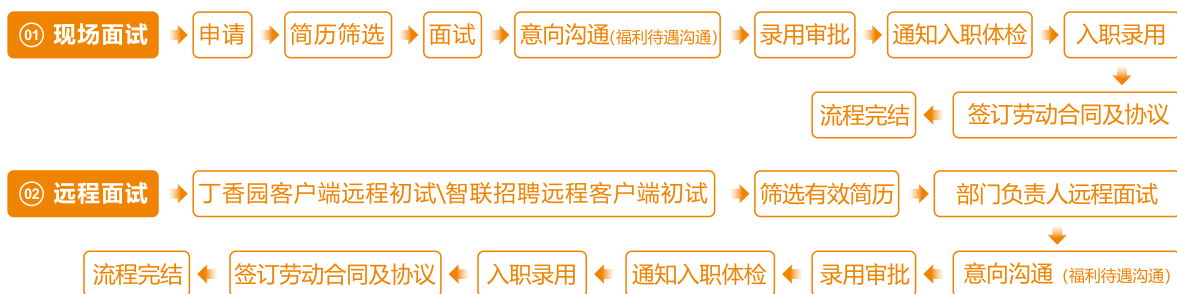 01 现场面试 申请 简历筛选 面试 意向沟通(福利待遇沟通) 录用审批 通知入职体检 入职录用
流程完结 签订劳动合同及协议
02 远程面试 丁香园客户端远程初试\智联招聘远程客户端初试 筛选有效简历 部门负责人远程面试
流程完结 签订劳动合同及协议 入职录用 通知入职体检 录用审批 意向沟通 (福利待遇沟通)